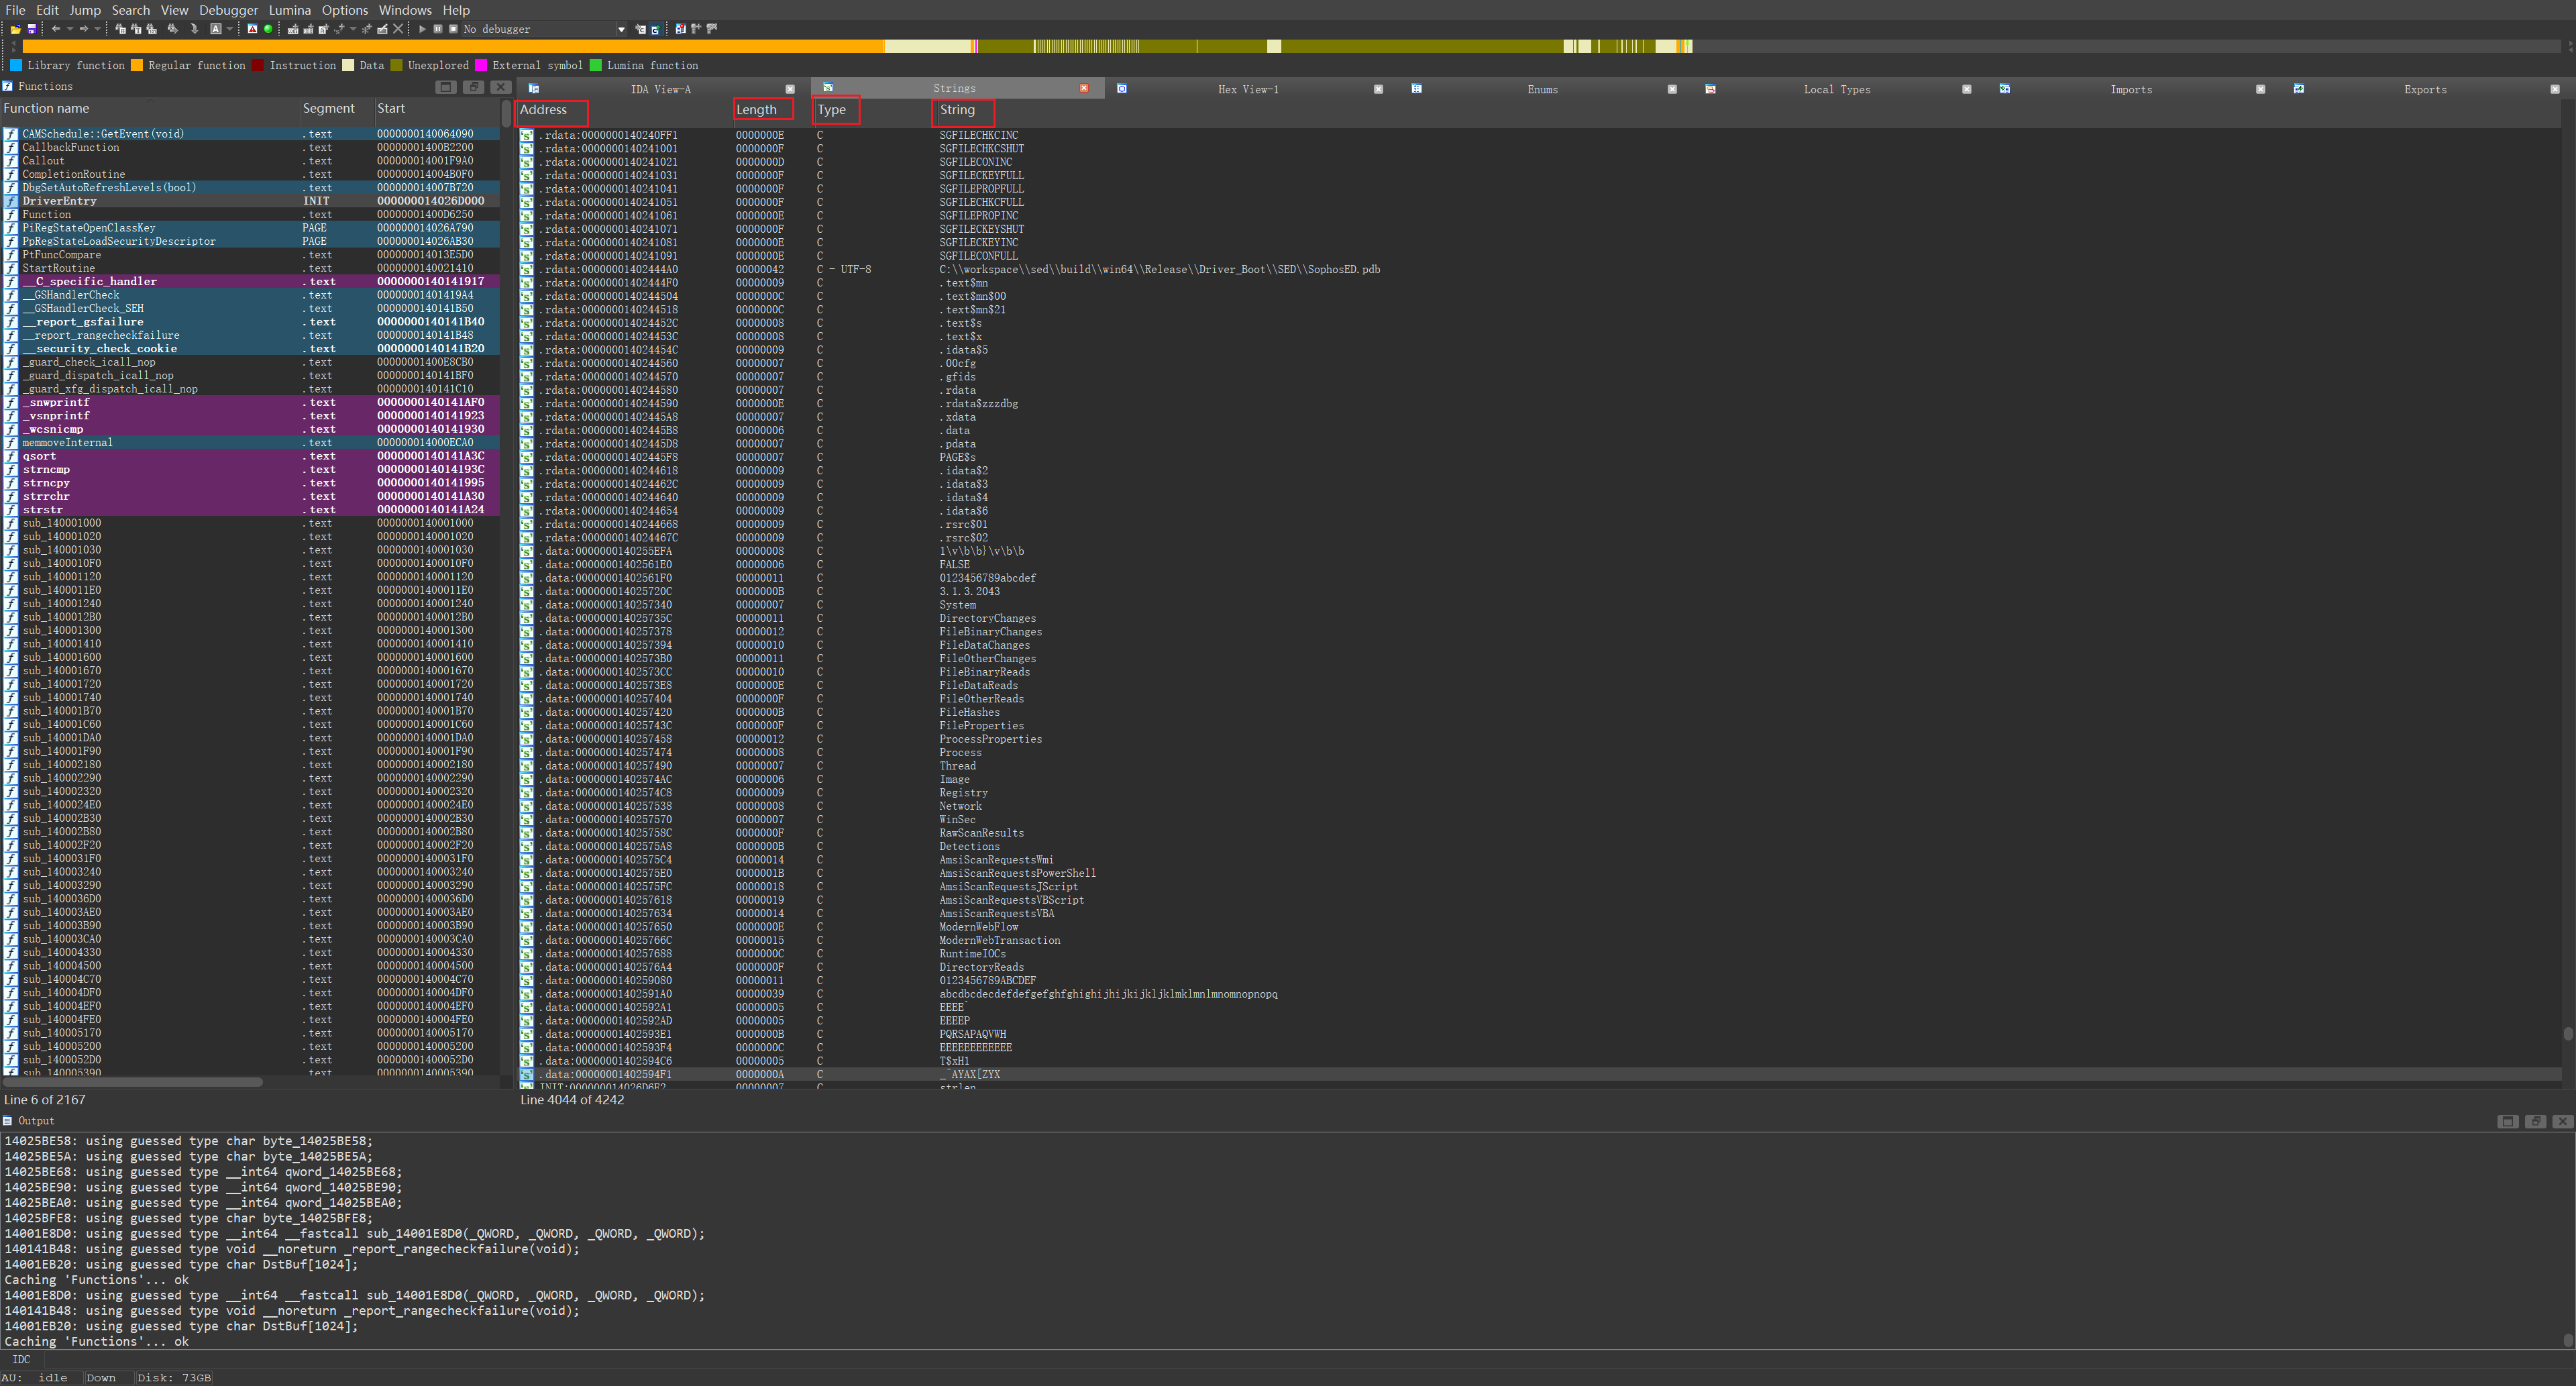 File Edit Jump Search View Debugger Lumina Options Windows Help
No debugger
Library function Regular function Instruction Data Unexplored External symbol Lumina function
Functions
IDA View-A Strings Hex View-1 Enums Local Types Imports Exports
Function name Segment Start
CAMSchedule::GetEvent(void) .text 0000000140064090
CallbackFunction .text 00000001400B2200
Callout .text 000000014001F9A0
CompletionRoutine .text 000000014004B0F0
DbgSetAutoRefreshLevels(bool) .text 000000014007B720
DriverEntry INIT 000000014026D000
Function .text 00000001400D6250
PiRegStateOpenClassKey PAGE 000000014026A790
PpRegStateLoadSecurityDescriptor PAGE 000000014026AB30
PtFuncCompare .text 000000014013E5D0
StartRoutine .text 0000000140021410
__C_specific_handler .text 0000000140141917
__GSHandlerCheck .text 00000001401419A4
__GSHandlerCheck_SEH .text 0000000140141B50
__report_gsfailure .text 0000000140141B40
__report_rangecheckfailure .text 0000000140141B48
__security_check_cookie .text 0000000140141B20
_guard_check_icall_nop .text 00000001400E8CB0
_guard_dispatch_icall_nop .text 0000000140141BF0
_guard_xfg_dispatch_icall_nop .text 0000000140141C10
_snwprintf .text 0000000140141AF0
_vsnprintf .text 0000000140141923
_wcsnicmp .text 0000000140141930
memmoveInternal .text 000000014000ECA0
qsort .text 0000000140141A3C
strncmp .text 000000014014193C
strncpy .text 0000000140141995
strrchr .text 0000000140141A30
strstr .text 0000000140141A24
sub_140001000 .text 0000000140001000
sub_140001020 .text 0000000140001020
sub_140001030 .text 0000000140001030
sub_1400010F0 .text 00000001400010F0
sub_140001120 .text 0000000140001120
sub_1400011E0 .text 00000001400011E0
sub_140001240 .text 0000000140001240
sub_1400012B0 .text 00000001400012B0
sub_140001300 .text 0000000140001300
sub_140001410 .text 0000000140001410
sub_140001600 .text 0000000140001600
sub_140001670 .text 0000000140001670
sub_140001720 .text 0000000140001720
sub_140001740 .text 0000000140001740
sub_140001B70 .text 0000000140001B70
sub_140001C60 .text 0000000140001C60
sub_140001DA0 .text 0000000140001DA0
sub_140001F90 .text 0000000140001F90
sub_140002180 .text 0000000140002180
sub_140002290 .text 0000000140002290
sub_140002320 .text 0000000140002320
sub_1400024E0 .text 00000001400024E0
sub_140002B30 .text 0000000140002B30
sub_140002B80 .text 0000000140002B80
sub_140002F20 .text 0000000140002F20
sub_1400031F0 .text 00000001400031F0
sub_140003240 .text 0000000140003240
sub_140003290 .text 0000000140003290
sub_1400036D0 .text 00000001400036D0
sub_140003AE0 .text 0000000140003AE0
sub_140003B90 .text 0000000140003B90
sub_140003CA0 .text 0000000140003CA0
sub_140004330 .text 0000000140004330
sub_140004500 .text 0000000140004500
sub_140004C70 .text 0000000140004C70
sub_140004DF0 .text 0000000140004DF0
sub_140004EF0 .text 0000000140004EF0
sub_140004FE0 .text 0000000140004FE0
sub_140005170 .text 0000000140005170
sub_140005200 .text 0000000140005200
sub_1400052D0 .text 00000001400052D0
sub_140005390 .text 0000000140005390
Line 6 of 2167
Address Length Type String
.rdata:0000000140240FF1 0000000E C SGFILECHKCINC
.rdata:0000000140241001 0000000F C SGFILECHKCSHUT
.rdata:0000000140241021 0000000D C SGFILECONINC
.rdata:0000000140241031 0000000F C SGFILECKEYFULL
.rdata:0000000140241041 0000000F C SGFILEPROPFULL
.rdata:0000000140241051 0000000F C SGFILECHKCFULL
.rdata:0000000140241061 0000000E C SGFILEPROPINC
.rdata:0000000140241071 0000000F C SGFILECKEYSHUT
.rdata:0000000140241081 0000000E C SGFILECKEYINC
.rdata:0000000140241091 0000000E C SGFILECONFULL
.rdata:00000001402444A0 00000042 C - UTF-8 C:\\workspace\\sed\\build\\win64\\Release\\Driver_Boot\\SED\\SophosED.pdb
.rdata:00000001402444F0 00000009 C .text$mn
.rdata:0000000140244504 0000000C C .text$mn$00
.rdata:0000000140244518 0000000C C .text$mn$21
.rdata:000000014024452C 00000008 C .text$s
.rdata:000000014024453C 00000008 C .text$x
.rdata:000000014024454C 00000009 C .idata$5
.rdata:0000000140244560 00000007 C .00cfg
.rdata:0000000140244570 00000007 C .gfids
.rdata:0000000140244580 00000007 C .rdata
.rdata:0000000140244590 0000000E C .rdata$zzzdbg
.rdata:00000001402445A8 00000007 C .xdata
.rdata:00000001402445B8 00000006 C .data
.rdata:00000001402445D8 00000007 C .pdata
.rdata:00000001402445F8 00000007 C PAGE$s
.rdata:0000000140244618 00000009 C .idata$2
.rdata:000000014024462C 00000009 C .idata$3
.rdata:0000000140244640 00000009 C .idata$4
.rdata:0000000140244654 00000009 C .idata$6
.rdata:0000000140244668 00000009 C .rsrc$01
.rdata:000000014024467C 00000009 C .rsrc$02
.data:0000000140255EFA 00000008 C 1\v\b\b}\v\b\b
.data:00000001402561E0 00000006 C FALSE
.data:00000001402561F0 00000011 C 0123456789abcdef
.data:000000014025720C 0000000B C 3.1.3.2043
.data:0000000140257340 00000007 C System
.data:000000014025735C 00000011 C DirectoryChanges
.data:0000000140257378 00000012 C FileBinaryChanges
.data:0000000140257394 00000010 C FileDataChanges
.data:00000001402573B0 00000011 C FileOtherChanges
.data:00000001402573CC 00000010 C FileBinaryReads
.data:00000001402573E8 0000000E C FileDataReads
.data:0000000140257404 0000000F C FileOtherReads
.data:0000000140257420 0000000B C FileHashes
.data:000000014025743C 0000000F C FileProperties
.data:0000000140257458 00000012 C ProcessProperties
.data:0000000140257474 00000008 C Process
.data:0000000140257490 00000007 C Thread
.data:00000001402574AC 00000006 C Image
.data:00000001402574C8 00000009 C Registry
.data:0000000140257538 00000008 C Network
.data:0000000140257570 00000007 C WinSec
.data:000000014025758C 0000000F C RawScanResults
.data:00000001402575A8 0000000B C Detections
.data:00000001402575C4 00000014 C AmsiScanRequestsWmi
.data:00000001402575E0 0000001B C AmsiScanRequestsPowerShell
.data:00000001402575FC 00000018 C AmsiScanRequestsJScript
.data:0000000140257618 00000019 C AmsiScanRequestsVBScript
.data:0000000140257634 00000014 C AmsiScanRequestsVBA
.data:0000000140257650 0000000E C ModernWebFlow
.data:000000014025766C 00000015 C ModernWebTransaction
.data:0000000140257688 0000000C C RuntimeIOCs
.data:00000001402576A4 0000000F C DirectoryReads
.data:0000000140259080 00000011 C 0123456789ABCDEF
.data:00000001402591A0 00000039 C abcdbcdecdefdefgefghfghighijhijkijkljklmklmnlmnomnopnopq
.data:00000001402592A1 00000005 C EEEE`
.data:00000001402592AD 00000005 C EEEEP
.data:00000001402593E1 0000000B C PQRSAPAQVWH
.data:00000001402593F4 0000000C C EEEEEEEEEEE
.data:00000001402594C6 00000005 C T$xH1
.data:00000001402594F1 0000000A C _^AYAX[ZYX
INIT:000000014026D6E2 00000007 C strlen
Line 4044 of 4242
Output
14025BE58: using guessed type char byte_14025BE58;
14025BE5A: using guessed type char byte_14025BE5A;
14025BE68: using guessed type __int64 qword_14025BE68;
14025BE90: using guessed type __int64 qword_14025BE90;
14025BEA0: using guessed type __int64 qword_14025BEA0;
14025BFE8: using guessed type char byte_14025BFE8;
14001E8D0: using guessed type __int64 __fastcall sub_14001E8D0(_QWORD, _QWORD, _QWORD, _QWORD);
140141B48: using guessed type void __noreturn _report_rangecheckfailure(void);
14001EB20: using guessed type char DstBuf[1024];
Caching 'Functions'... ok
14001E8D0: using guessed type __int64 __fastcall sub_14001E8D0(_QWORD, _QWORD, _QWORD, _QWORD);
140141B48: using guessed type void __noreturn _report_rangecheckfailure(void);
14001EB20: using guessed type char DstBuf[1024];
Caching 'Functions'... ok
IDC
AU: idle Down Disk: 73GB